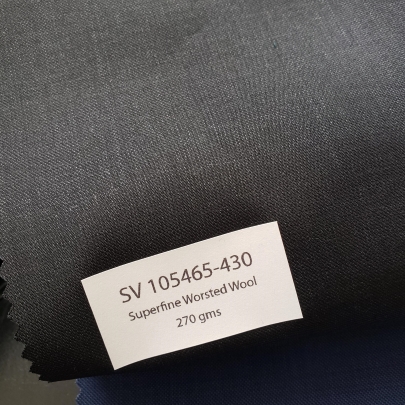 SV 105465-430
Superfine Worsted Wool
270 gms